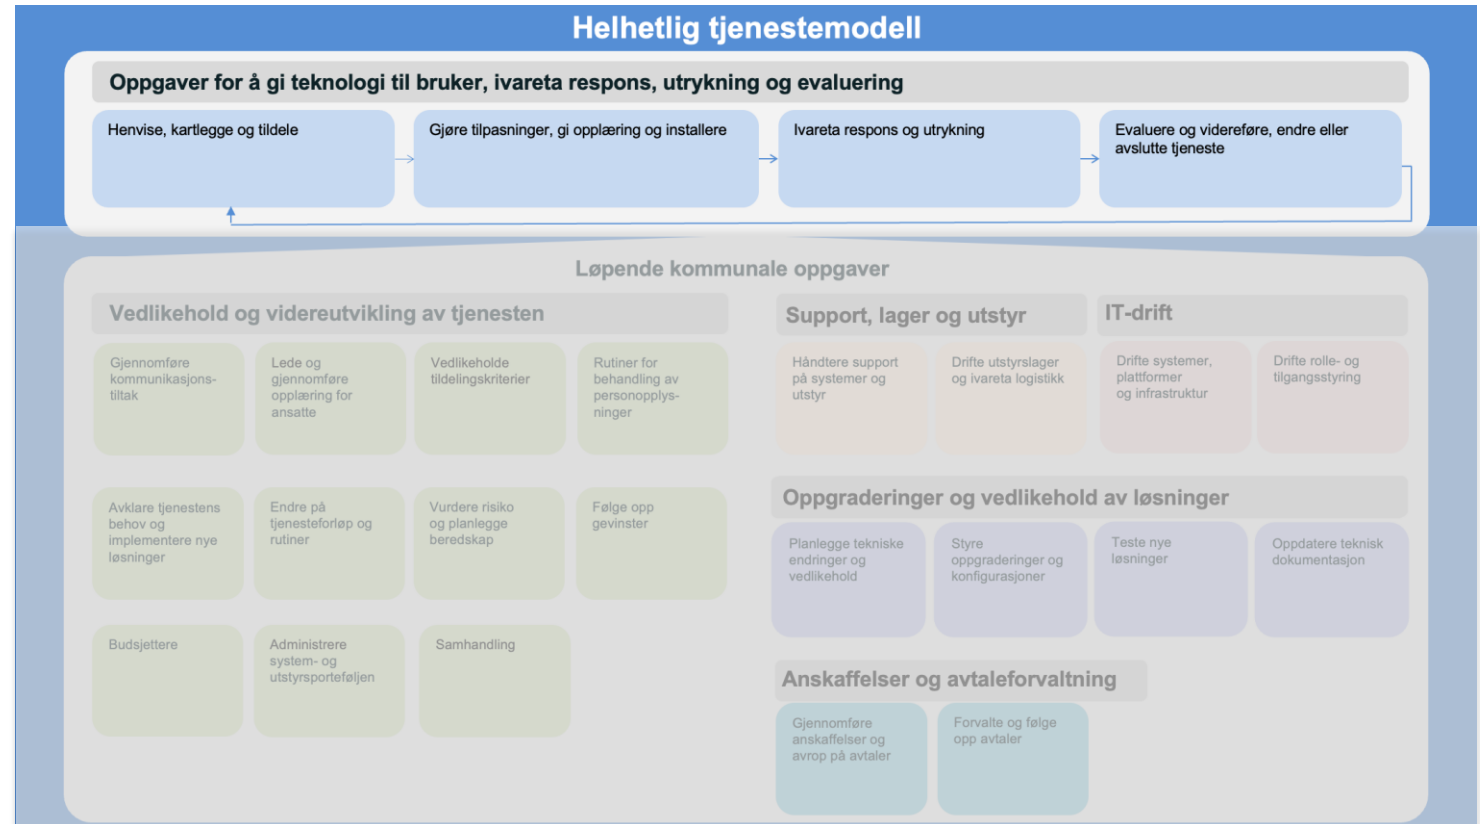 Helhetlig tjenestemodell
Oppgaver for å gi teknologi til bruker, ivareta respons, utrykning og evaluering
Henvise, kartlegge og tildele
Gjøre tilpasninger, gi opplæring og installere
Ivareta respons og utrykning
Evaluere og videreføre, endre eller
avslutte tjeneste
Løpende kommunale oppgaver
Vedlikehold og videreutvikling av tjenesten
Gjennomføre
kommunikasjons-
tiltak
Lede og
gjennomføre
opplæring for
ansatte
Vedlikeholde
tildelingskriterier
Rutiner for
behandling av
personopplys-
ninger
Avklare tjenestens
behov og
implementere nye
løsninger
Endre på
tjenesteforløp og
rutiner
Vurdere risiko
og planlegge
beredskap
Følge opp
gevinster
Budsjettere
Administrere
system- og
utstyrsporteføljen
Samhandling
Support, lager og utstyr
Håndtere support
på systemer og
utstyr
Drifte utstyrslager
og ivareta logistikk
IT-drift
Drifte systemer,
plattformer
og infrastruktur
Drifte rolle- og
tilgangsstyring
Oppgraderinger og vedlikehold av løsninger
Planlegge tekniske
endringer og
vedlikehold
Styre
oppgraderinger og
konfigurasjoner
Teste nye
løsninger
Oppdatere teknisk
dokumentasjon
Anskaffelser og avtaleforvaltning
Gjennomføre
anskaffelser og
avrop på avtaler
Forvalte og følge
opp avtaler